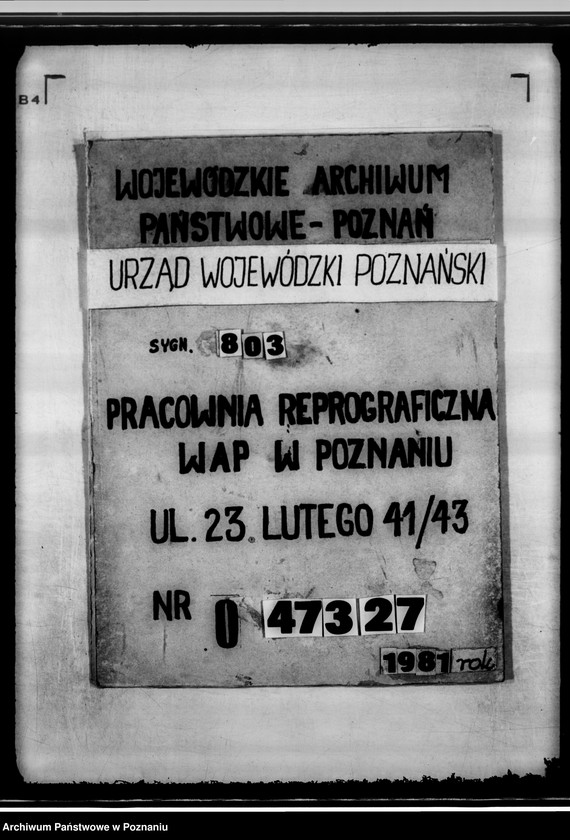 B4
WOJEWÓDZKIE ARCHIWUM
PAŃSTWOWE - POZNAŃ
URZĄD WOJEWÓDZKI POZNAŃSKI
SYGN. 803
PRACOWNIA REPROGRAFICZNA
WAP W POZNANIU
UL. 23. LUTEGO 41/43
NR 0 47327
1981 rok
Archiwum Państwowe w Poznaniu